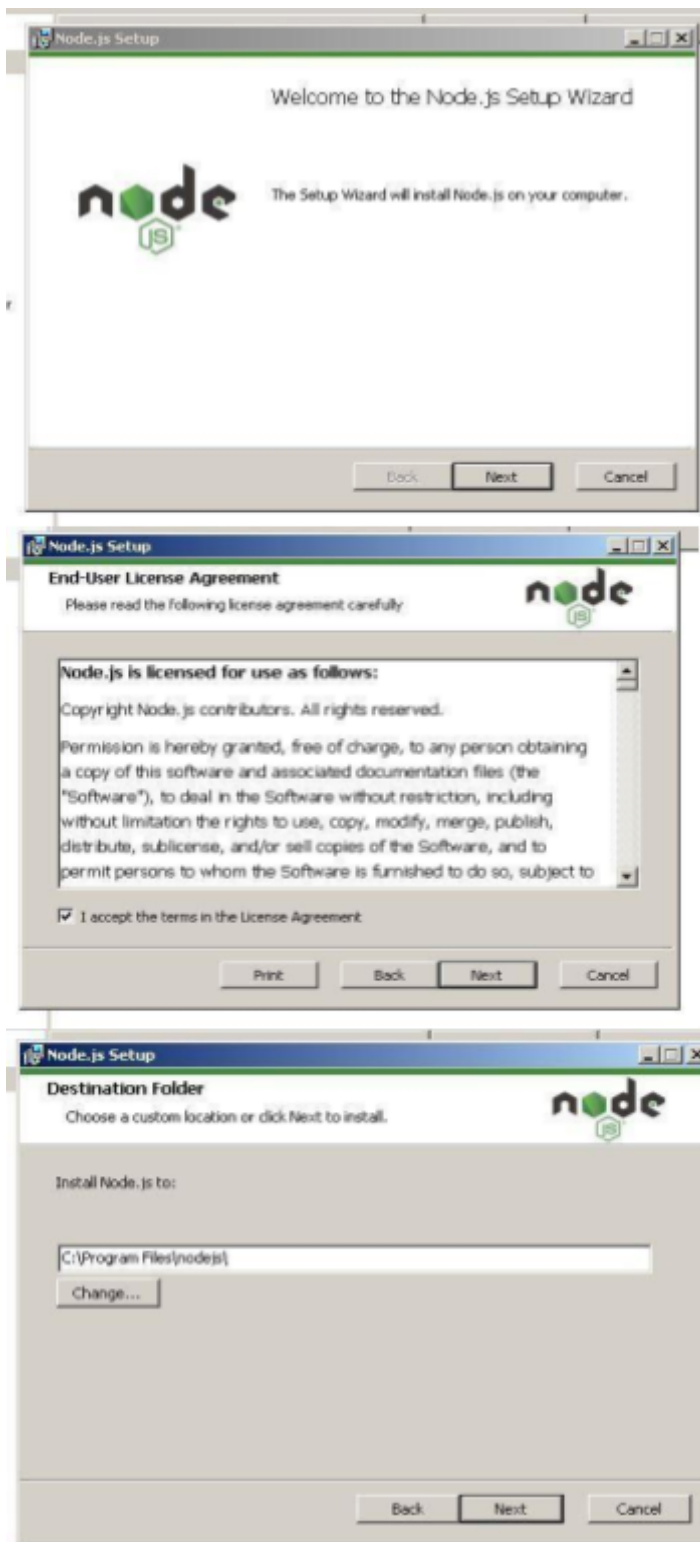 Node.js Setup
Welcome to the Node.js Setup Wizard
node
JS
The Setup Wizard will install Node.js on your computer.
r
Back Next Cancel
Node.js Setup
End-User License Agreement
Please read the following license agreement carefully
node
JS
Node.js is licensed for use as follows:
Copyright Node.js contributors. All rights reserved.
Permission is hereby granted, free of charge, to any person obtaining
a copy of this software and associated documentation files (the
"Software"), to deal in the Software without restriction, including
without limitation the rights to use, copy, modify, merge, publish,
distribute, sublicense, and/or sell copies of the Software, and to
permit persons to whom the Software is furnished to do so, subject to
I accept the terms in the License Agreement
Print Back Next Cancel
Node.js Setup
Destination Folder
Choose a custom location or click Next to install.
node
JS
Install Node.js to:
C:\Program Files\nodejs\
Change...
Back Next Cancel